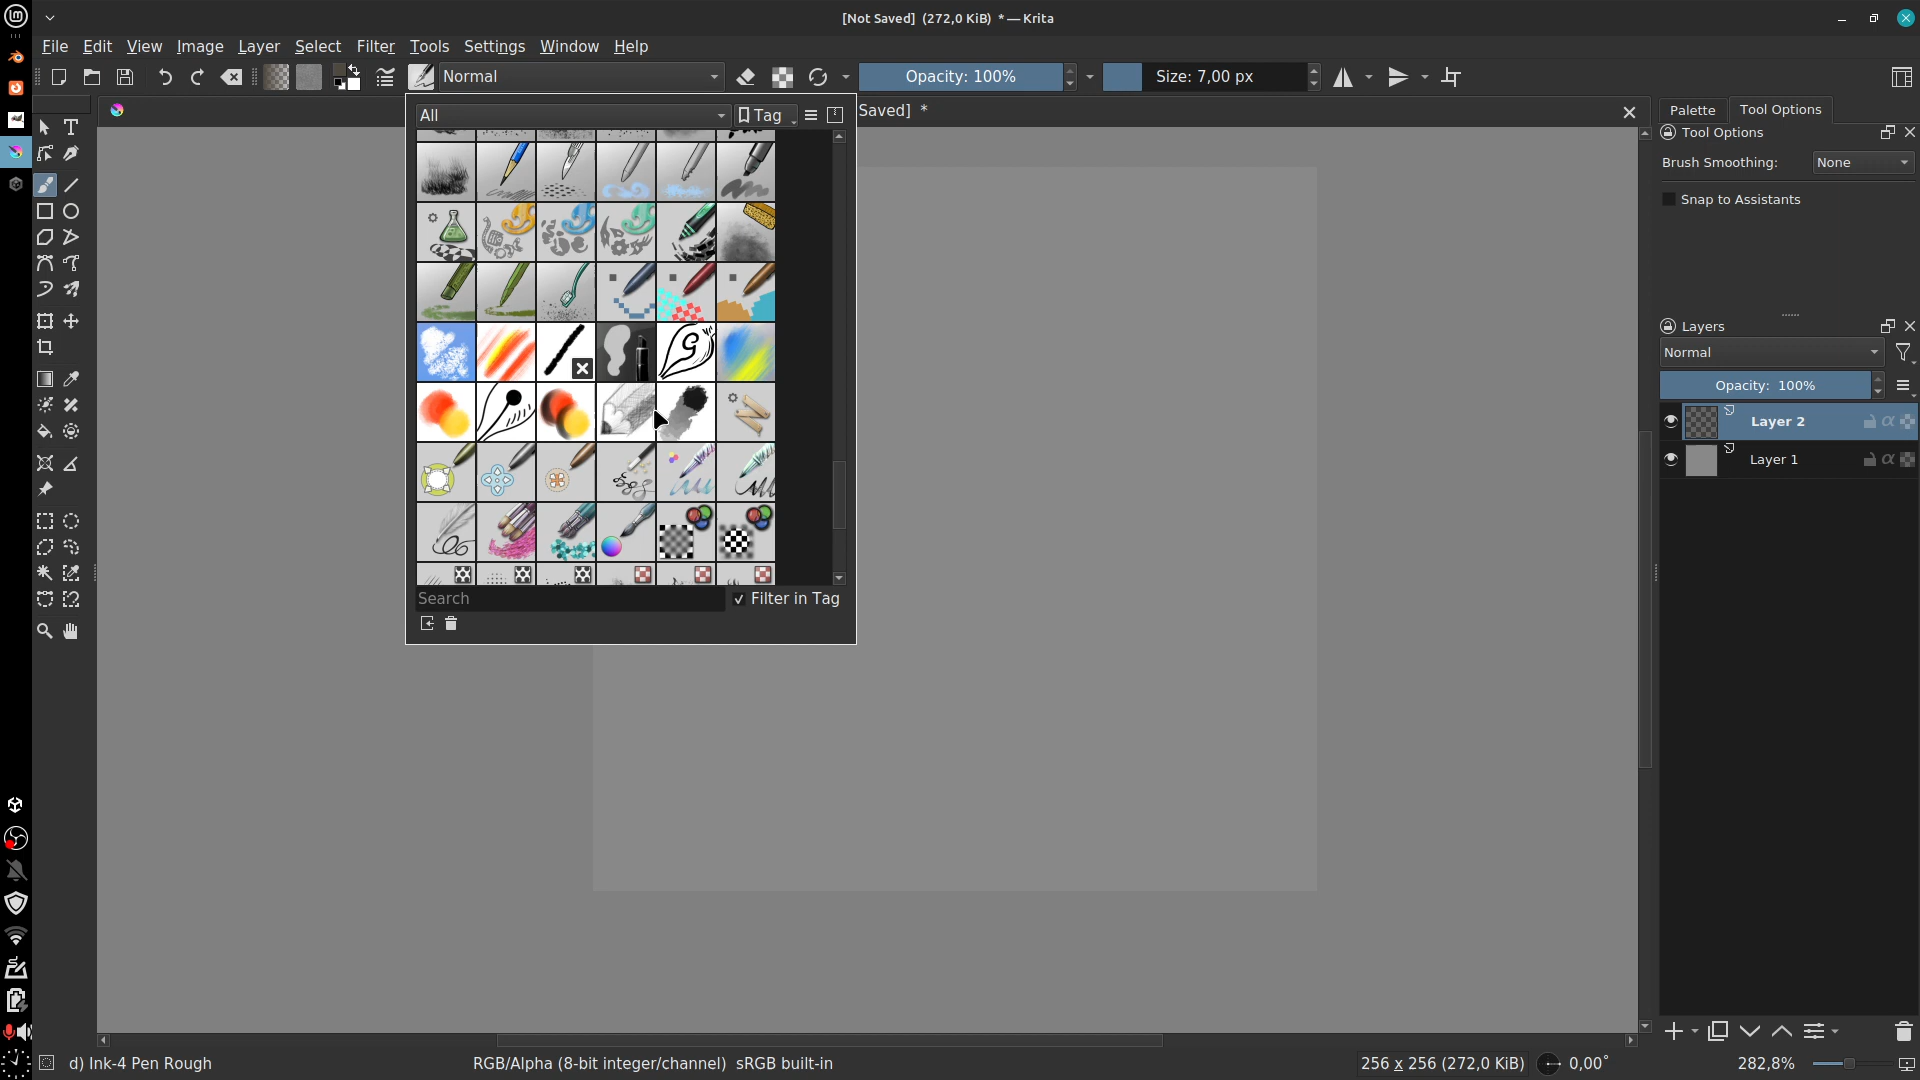 [Not Saved] (272,0 KiB) * — Krita
File Edit View Image Layer Select Filter Tools Settings Window Help
Normal
Opacity: 100%
Size: 7,00 px
All
Tag
Saved] *
Palette
Tool Options
Tool Options
Brush Smoothing:
None
Snap to Assistants
Layers
Normal
Opacity: 100%
Layer 2
Layer 1
Search
Filter in Tag
d) Ink-4 Pen Rough
RGB/Alpha (8-bit integer/channel) sRGB built-in
256 x 256 (272,0 KiB)
0,00°
282,8%